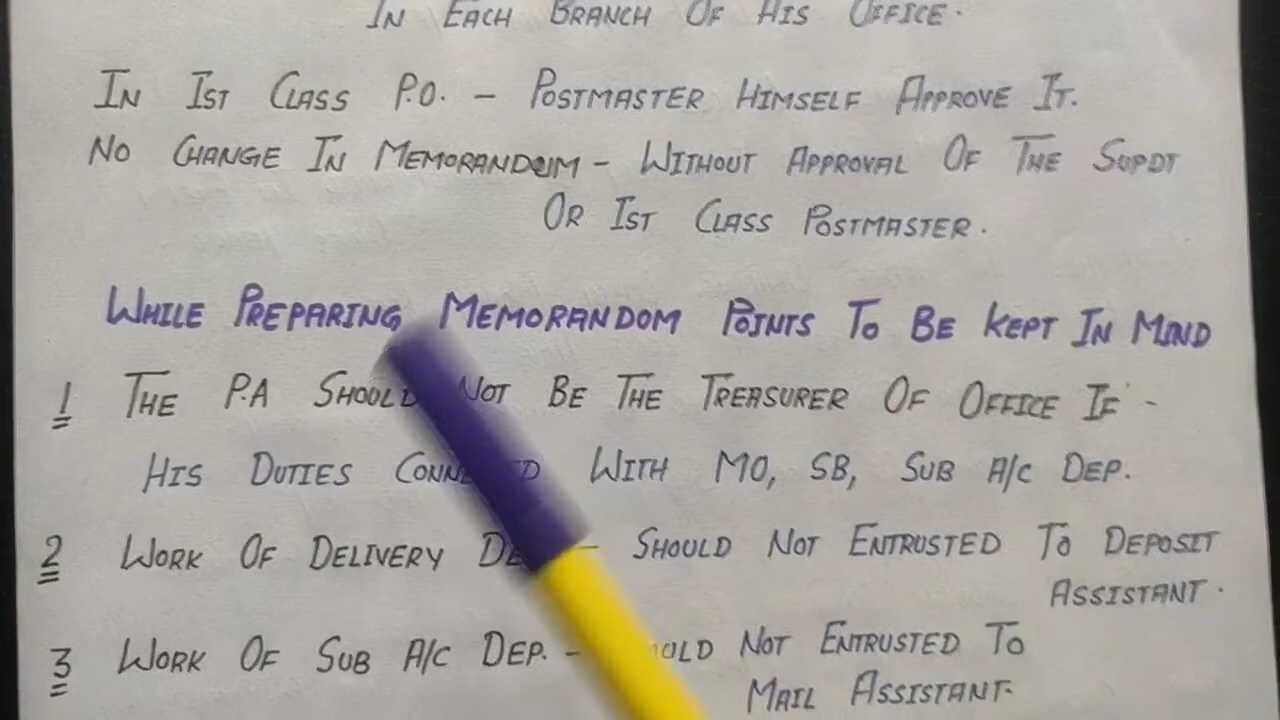 IN EACH BRANCH OF HIS OFFICE.
IN IST CLASS P.O. - POSTMASTER HIMSELF APPROVE IT.
NO CHANGE IN MEMORANDUM - WITHOUT APPROVAL OF THE SUPDT
OR IST CLASS POSTMASTER.
WHILE PREPARING MEMORANDOM POINTS TO BE KEPT IN MIND
1 THE P.A SHOULD NOT BE THE TREASURER OF OFFICE IF -
HIS DUTIES WITH MO, SB, SUB A/C DEP.
2 WORK OF DELIVERY - SHOULD NOT ENTRUSTED TO DEPOSIT
ASSISTANT.
3 WORK OF SUB A/C DEP. - NOT ENTRUSTED TO
MAIL ASSISTANT.